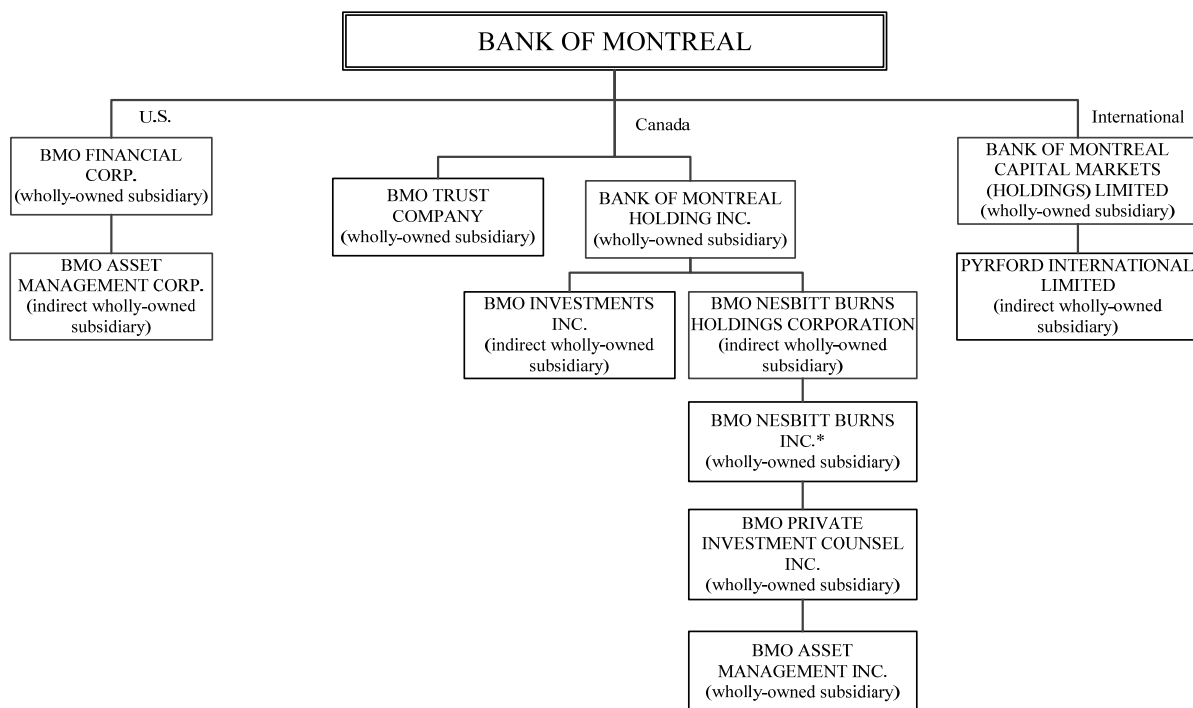 BANK OF MONTREAL
U.S.
Canada
International
BMO FINANCIAL
CORP.
(wholly-owned subsidiary)
BMO TRUST
COMPANY
(wholly-owned subsidiary)
BANK OF MONTREAL
HOLDING INC.
(wholly-owned subsidiary)
BANK OF MONTREAL
CAPITAL MARKETS
(HOLDINGS) LIMITED
(wholly-owned subsidiary)
BMO ASSET
MANAGEMENT CORP.
(indirect wholly-owned
subsidiary)
BMO INVESTMENTS
INC.
(indirect wholly-owned
subsidiary)
BMO NESBITT BURNS
HOLDINGS CORPORATION
(indirect wholly-owned
subsidiary)
PYRFORD INTERNATIONAL
LIMITED
(indirect wholly-owned
subsidiary)
BMO NESBITT BURNS
INC.*
(wholly-owned subsidiary)
BMO PRIVATE
INVESTMENT COUNSEL
INC.
(wholly-owned subsidiary)
BMO ASSET
MANAGEMENT INC.
(wholly-owned subsidiary)